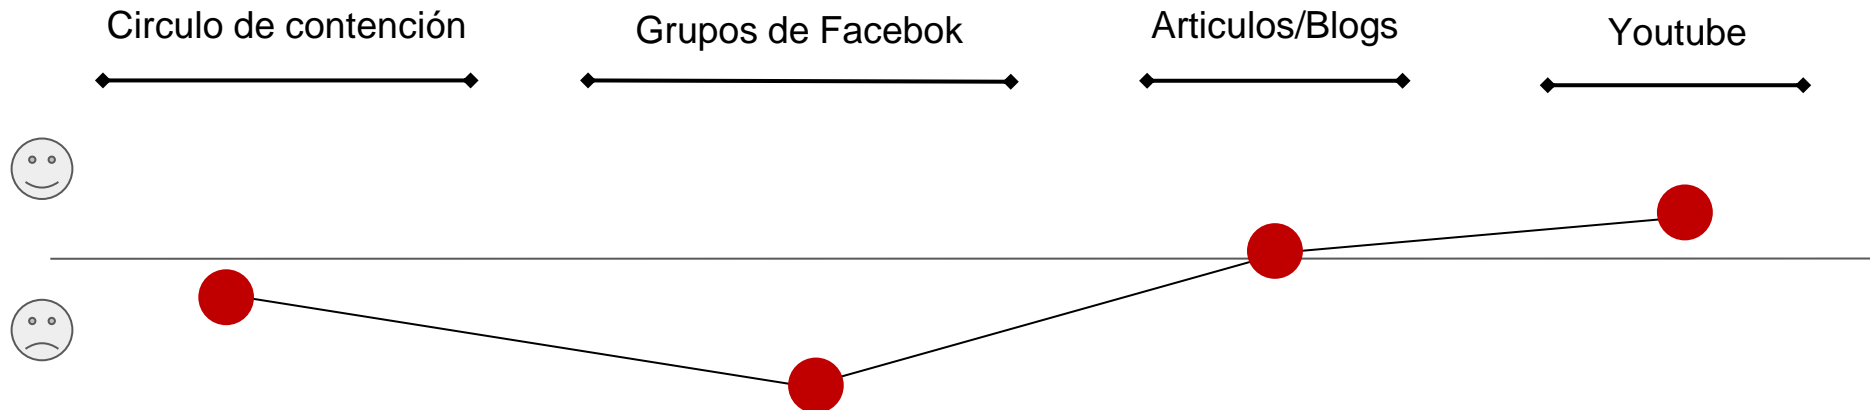 Circulo de contención
Grupos de Facebok
Articulos/Blogs
Youtube